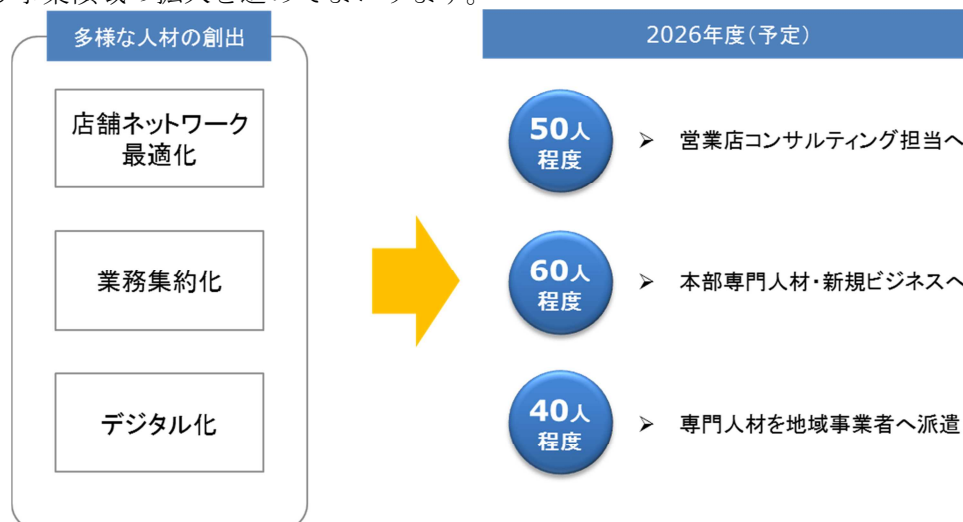 多様な人材の創出
店舗ネットワーク
最適化
業務集約化
デジタル化
2026年度(予定)
50人
程度
➢ 営業店コンサルティング担当へ
60人
程度
➢ 本部専門人材・新規ビジネスへ
40人
程度
➢ 専門人材を地域事業者へ派遣